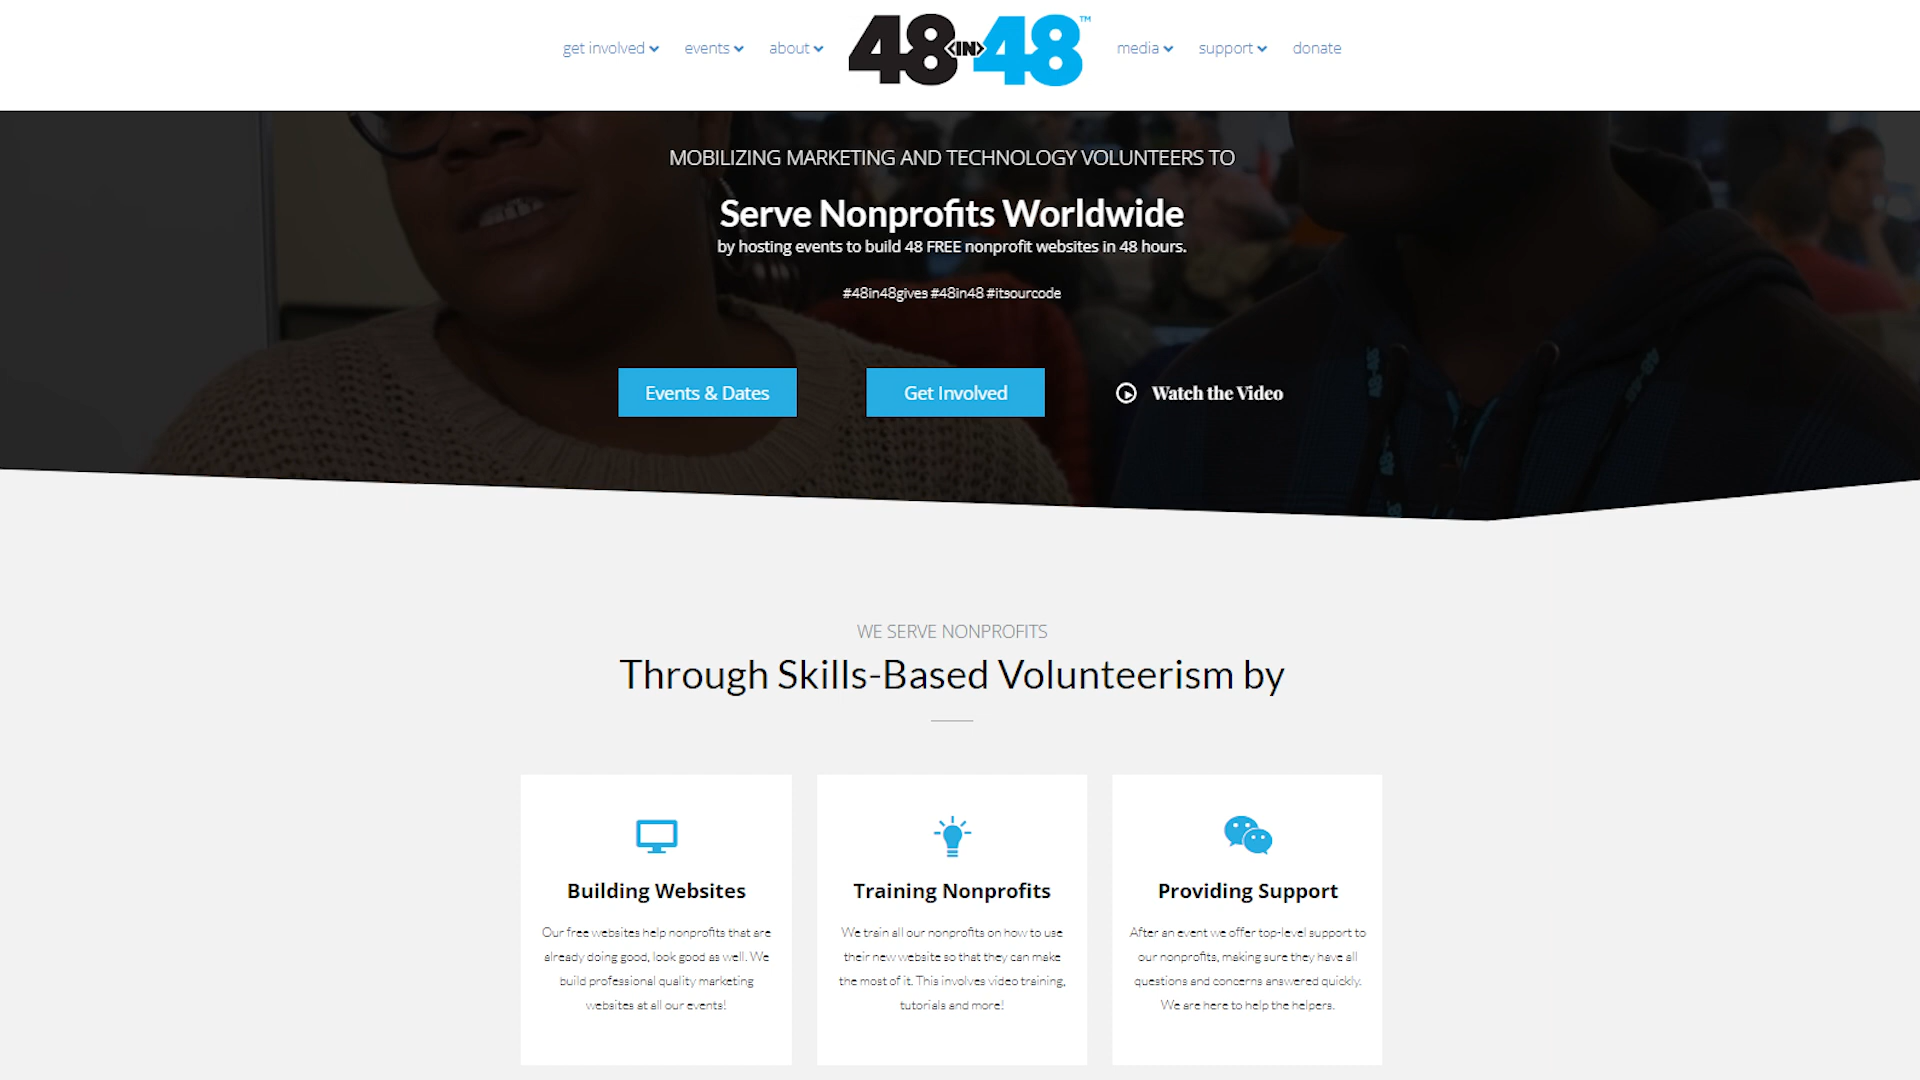 get involved
events
about
48<IN>48™
media
support
donate
MOBILIZING MARKETING AND TECHNOLOGY VOLUNTEERS TO
Serve Nonprofits Worldwide
by hosting events to build 48 FREE nonprofit websites in 48 hours.
#48in48gives #48in48 #itsourcode
Events & Dates
Get Involved
Watch the Video
WE SERVE NONPROFITS
Through Skills-Based Volunteerism by
Building Websites
Our free websites help nonprofits that are
already doing good, look good as well. We
build professional quality marketing
websites at all our events!
Training Nonprofits
We train all our nonprofits on how to use
their new website so that they can make
the most of it. This involves video training,
tutorials and more!
Providing Support
After an event we offer top-level support to
our nonprofits, making sure they have all
questions and concerns answered quickly.
We are here to help the helpers.